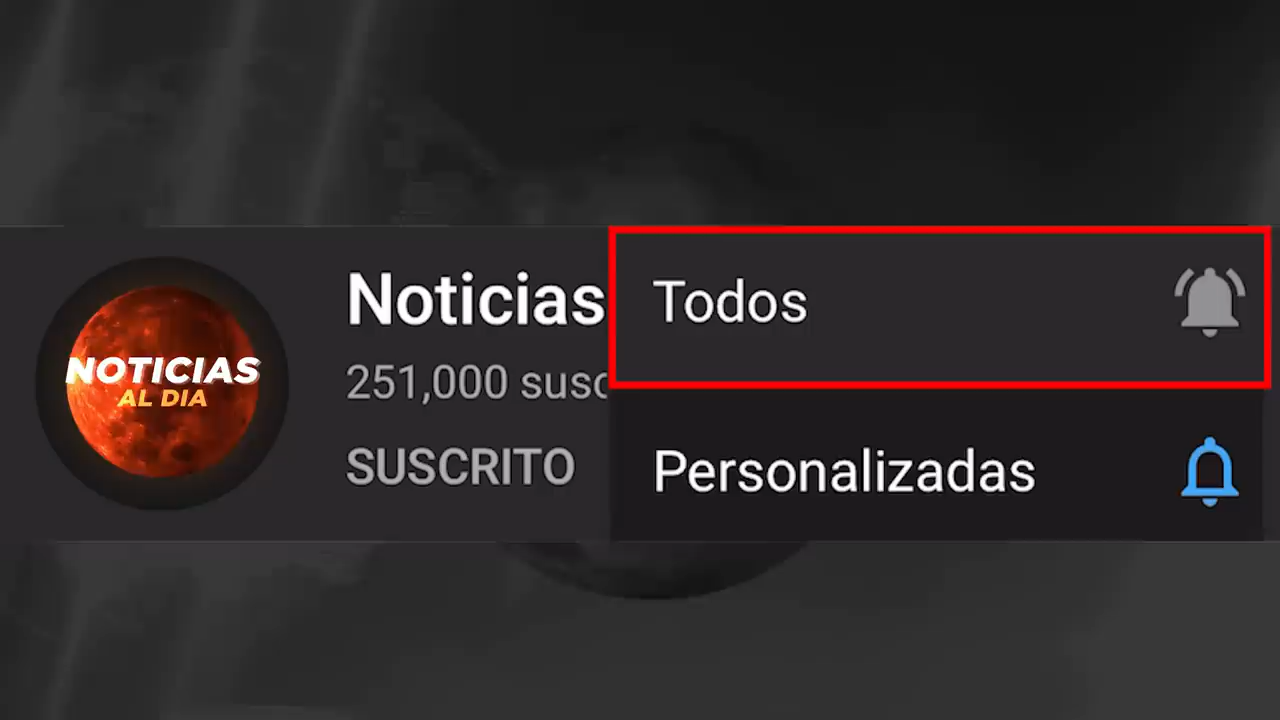 NOTICIAS
AL DIA
Noticias
251,000 susc
SUSCRITO
Todos
Personalizadas